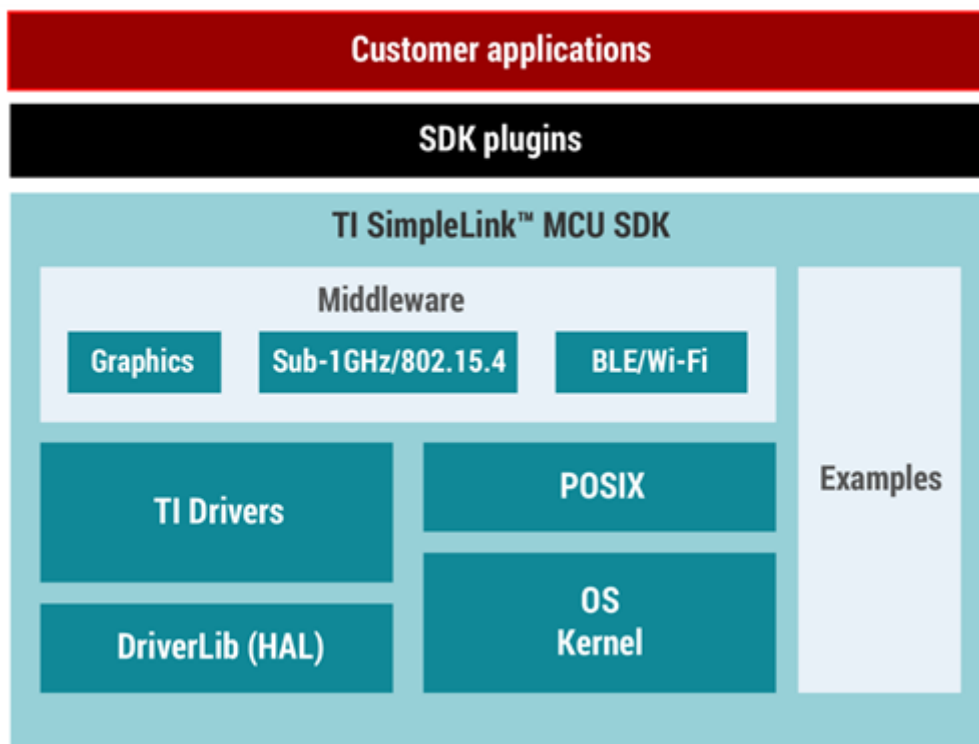 Customer applications
SDK plugins
TI SimpleLink™ MCU SDK
Middleware
Graphics
Sub-1GHz/802.15.4
BLE/Wi-Fi
TI Drivers
POSIX
Examples
DriverLib (HAL)
OS
Kernel